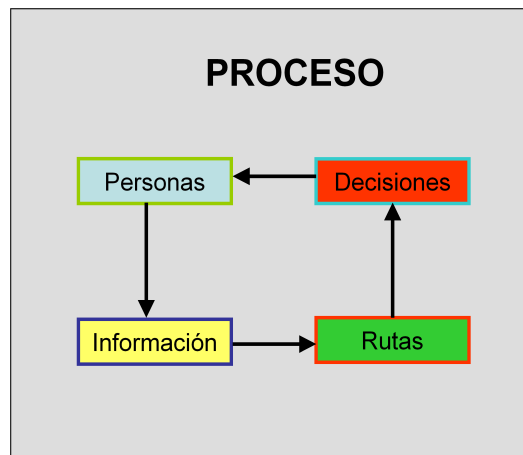 PROCESO
Personas
Decisiones
Información
Rutas